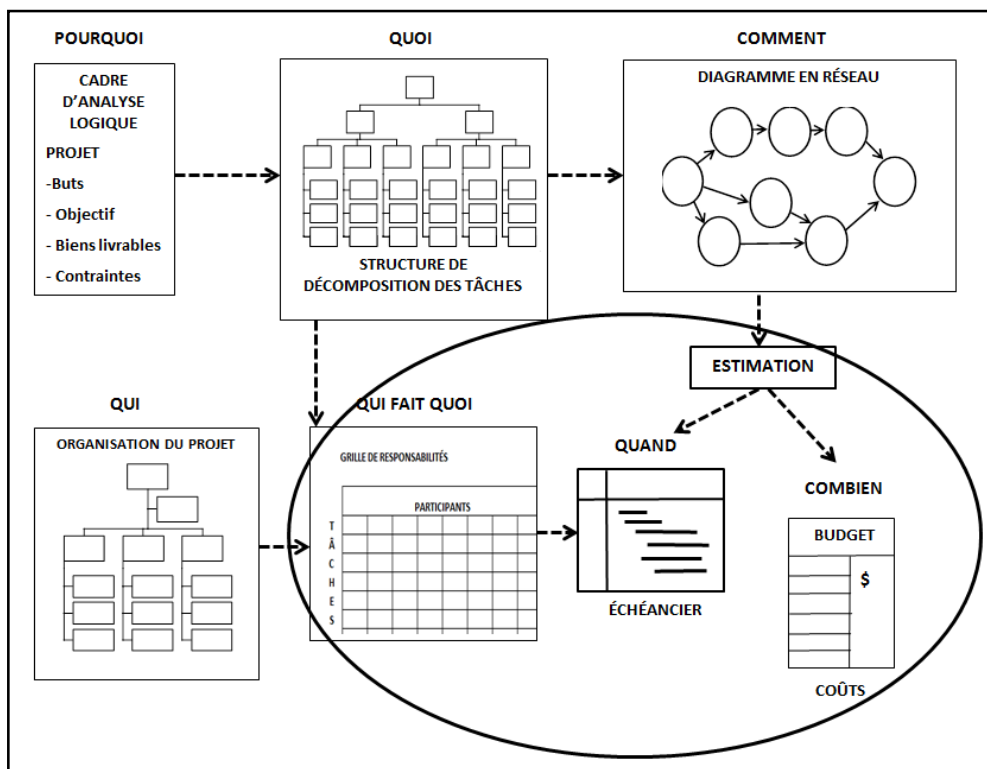 POURQUOI
CADRE
D'ANALYSE
LOGIQUE
PROJET
-Buts
- Objectif
- Biens livrables
- Contraintes
QUOI
STRUCTURE DE
DÉCOMPOSITION DES TÂCHES
COMMENT
DIAGRAMME EN RÉSEAU
ESTIMATION
QUI
ORGANISATION DU PROJET
QUI FAIT QUOI
GRILLE DE RESPONSABILITÉS
PARTICIPANTS
T
Â
C
H
E
S
QUAND
ÉCHÉANCIER
COMBIEN
BUDGET
$
COÛTS